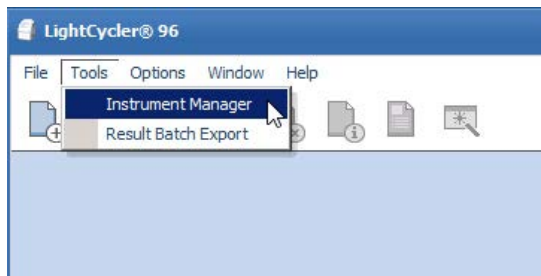 LightCycler® 96
File Tools Options Window Help
Instrument Manager
Result Batch Export